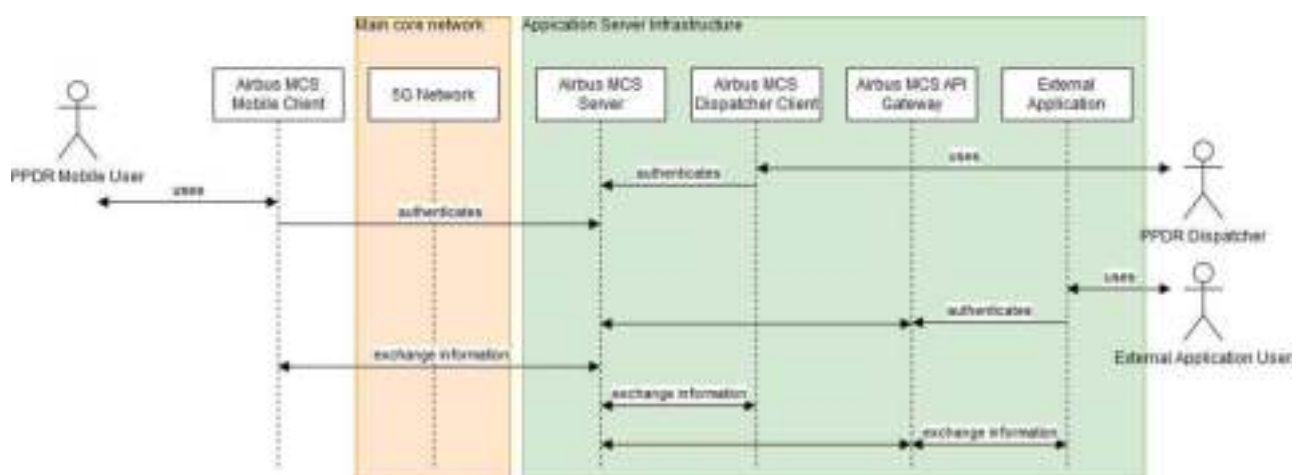 Main core network
Appication Server Infrastructure
Airbus MCS
Mobile Client
5G Network
Airbus MCS
Server
Airbus MCS
Dispatcher Client
Airbus MCS API
Gateway
External
Application
PPDR Mobile User
uses
uses
authenticates
authenticates
PPDR Dispatcher
uses
authenticates
exchange information
External Application User
exchange information
exchange information